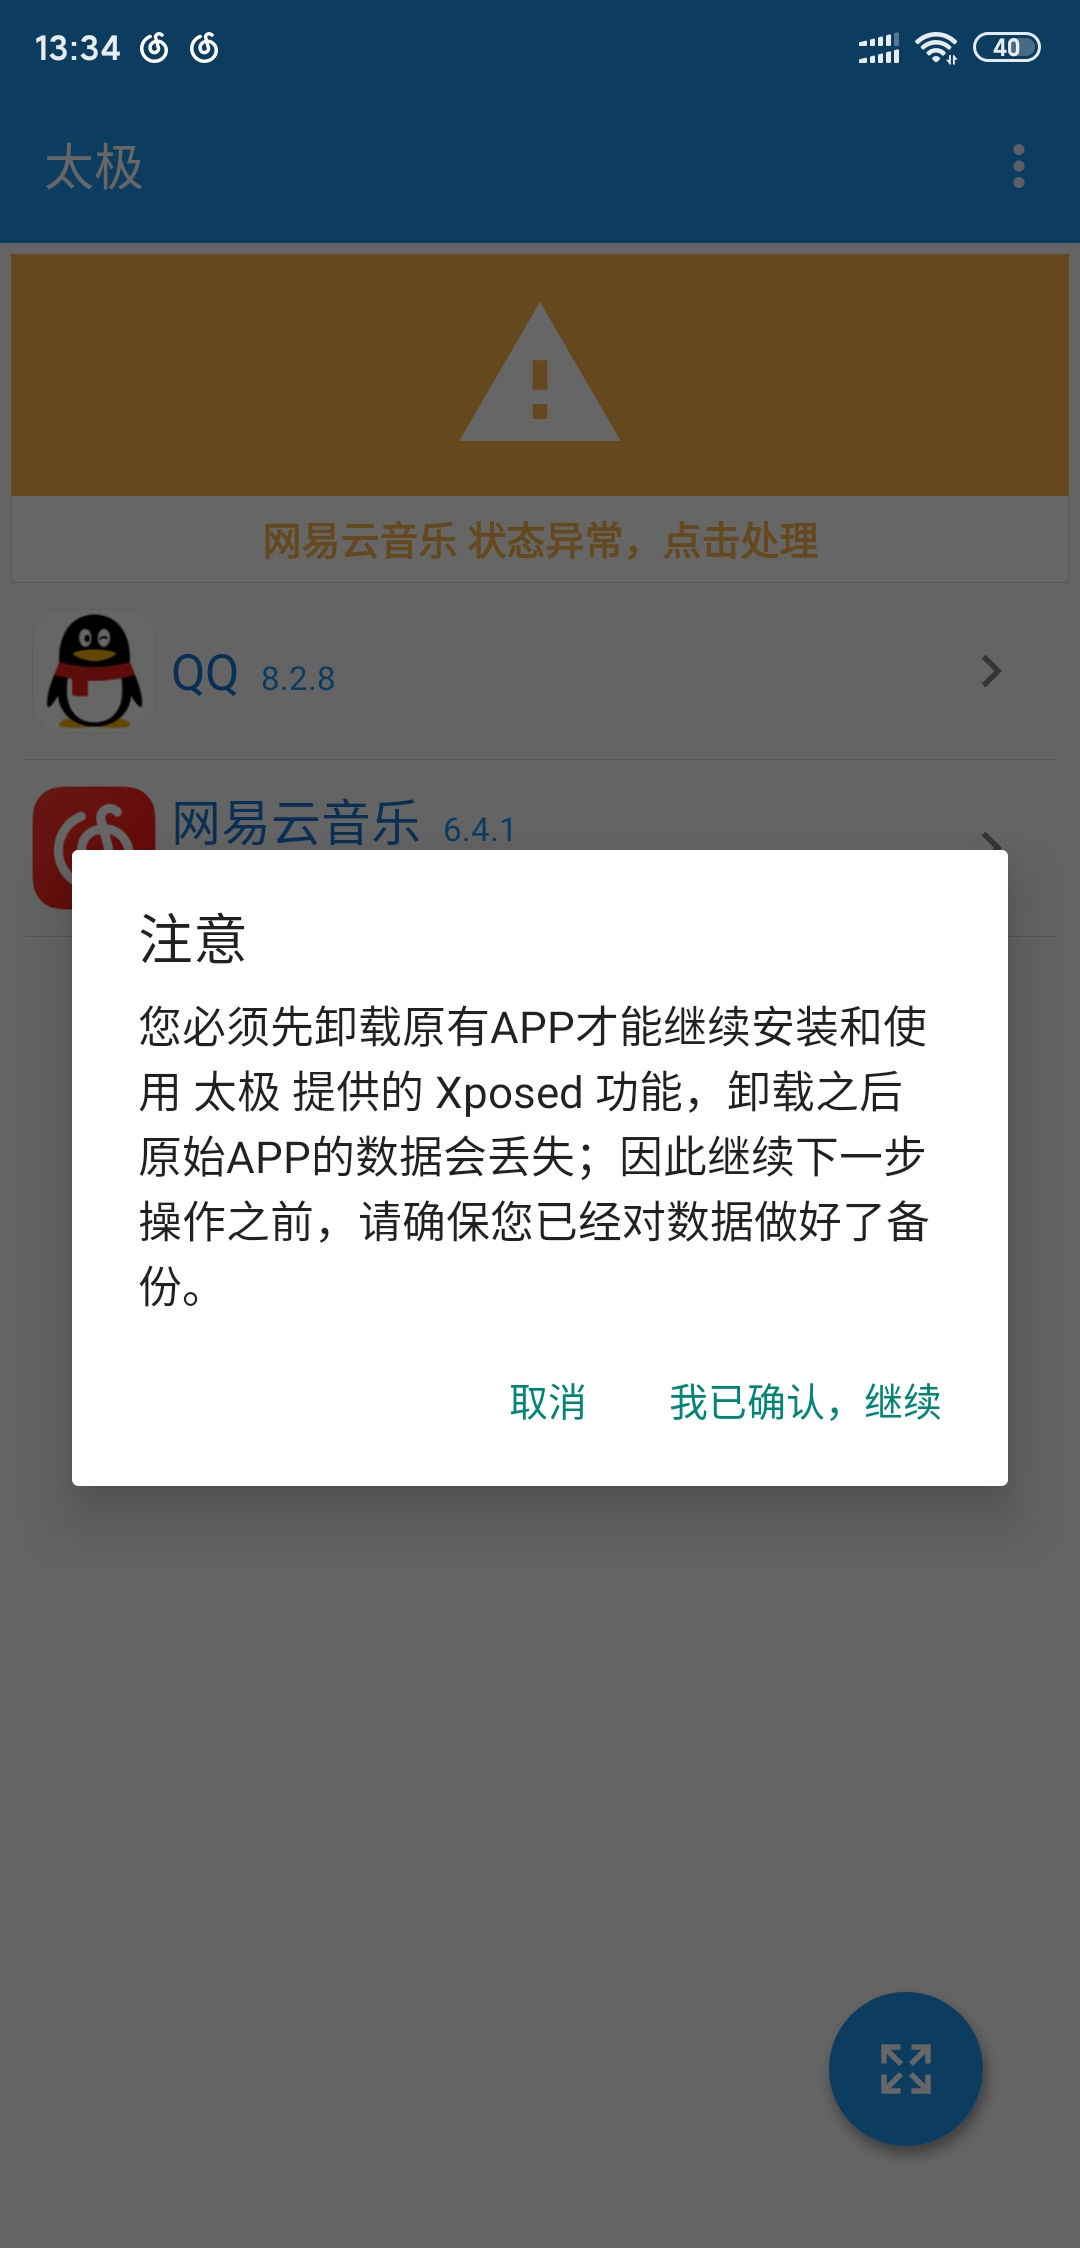 13:34
40
太极
网易云音乐 状态异常，点击处理
QQ 8.2.8
网易云音乐 6.4.1
注意
您必须先卸载原有APP才能继续安装和使
用 太极 提供的 Xposed 功能，卸载之后
原始APP的数据会丢失；因此继续下一步
操作之前，请确保您已经对数据做好了备
份。
取消 我已确认，继续